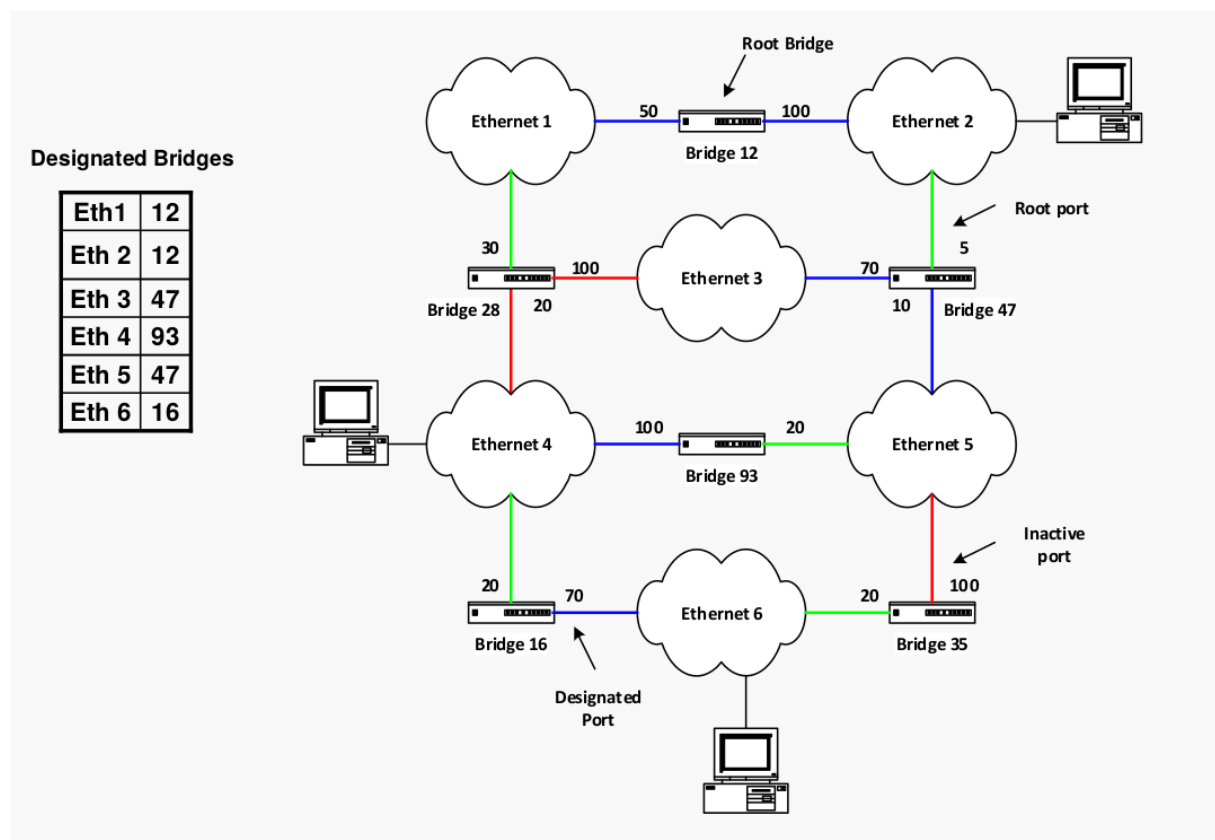 Root Bridge
Ethernet 1
50
100
Ethernet 2
Bridge 12
Designated Bridges
Eth1 12
Eth 2 12
Eth 3 47
Eth 4 93
Eth 5 47
Eth 6 16
Root port
30
100
Ethernet 3
70
5
Bridge 28
20
10
Bridge 47
Ethernet 4
100
20
Ethernet 5
Bridge 93
Inactive
port
20
70
Ethernet 6
20
100
Bridge 16
Bridge 35
Designated
Port